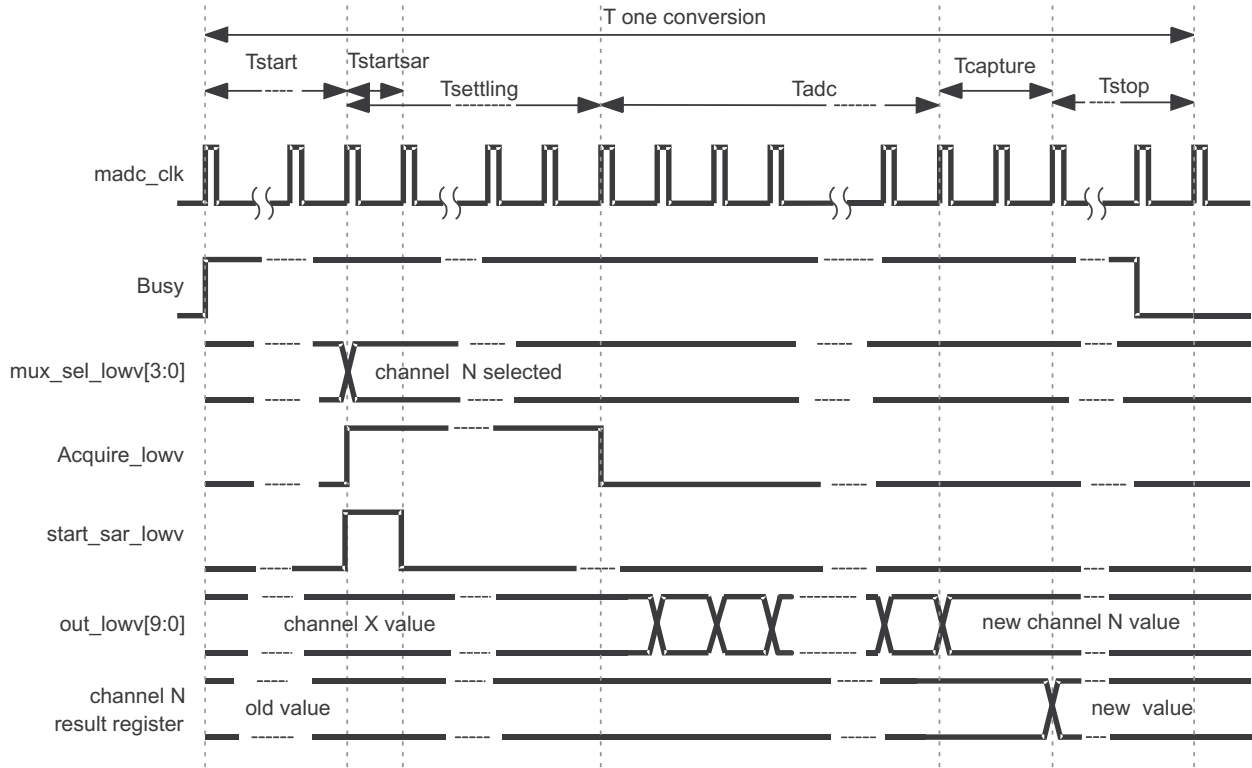 T one conversion
Tstart
Tstartsar
Tsettling
Tadc
Tcapture
Tstop
madc_clk
Busy
mux_sel_lowv[3:0]
channel N selected
Acquire_lowv
start_sar_lowv
out_lowv[9:0]
channel X value
new channel N value
channel N
result register
old value
new value